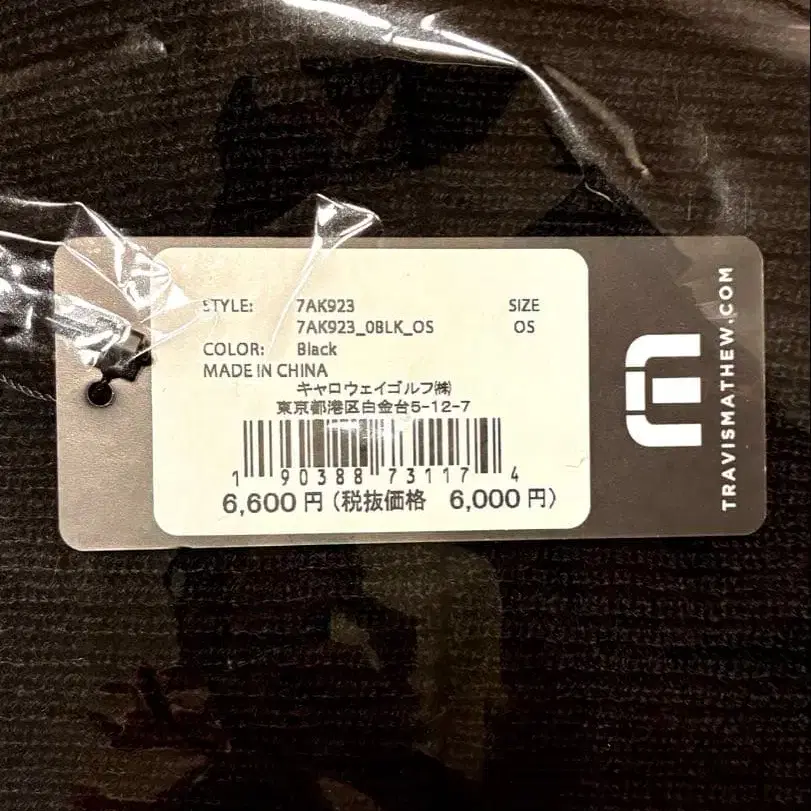 STYLE: 7AK923 SIZE
7AK923_0BLK_OS OS
COLOR: Black
MADE IN CHINA
キャロウェイゴルフ㈱
東京都港区白金台5-12-7
1 90388 73117 4
6,600円(税抜価格 6,000円)
TRAVISMATHEW.COM